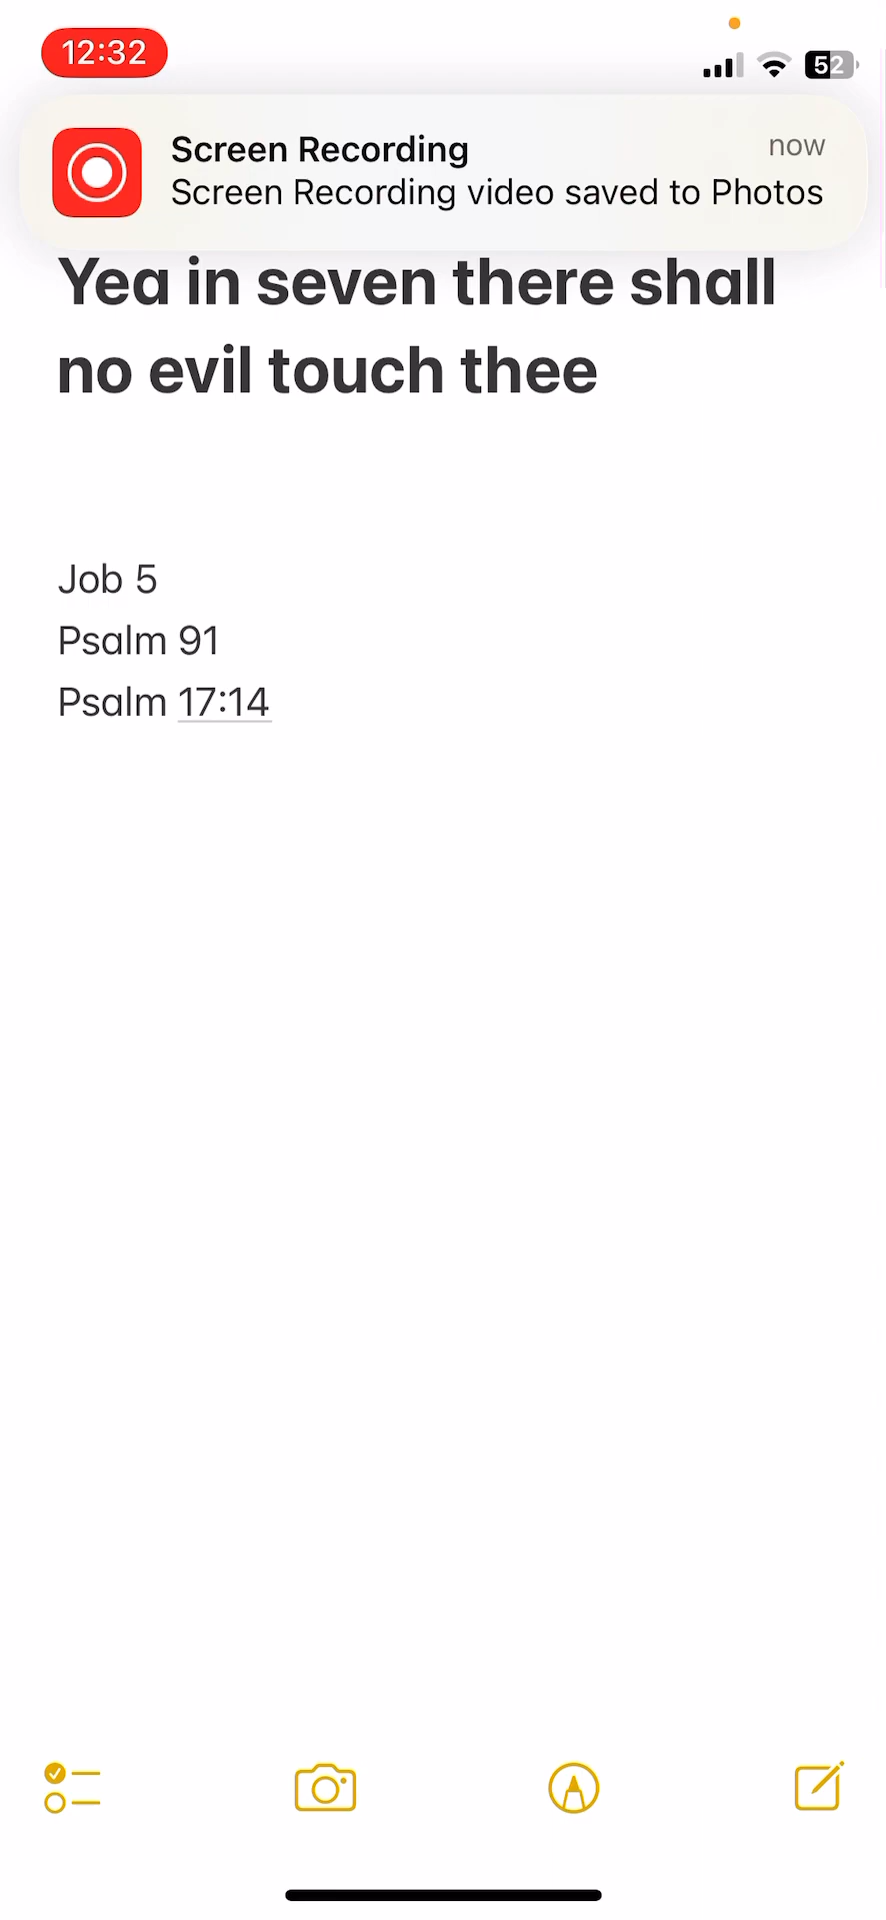 12:32
52
Screen Recording
now
Screen Recording video saved to Photos
Yea in seven there shall
no evil touch thee
Job 5
Psalm 91
Psalm 17:14